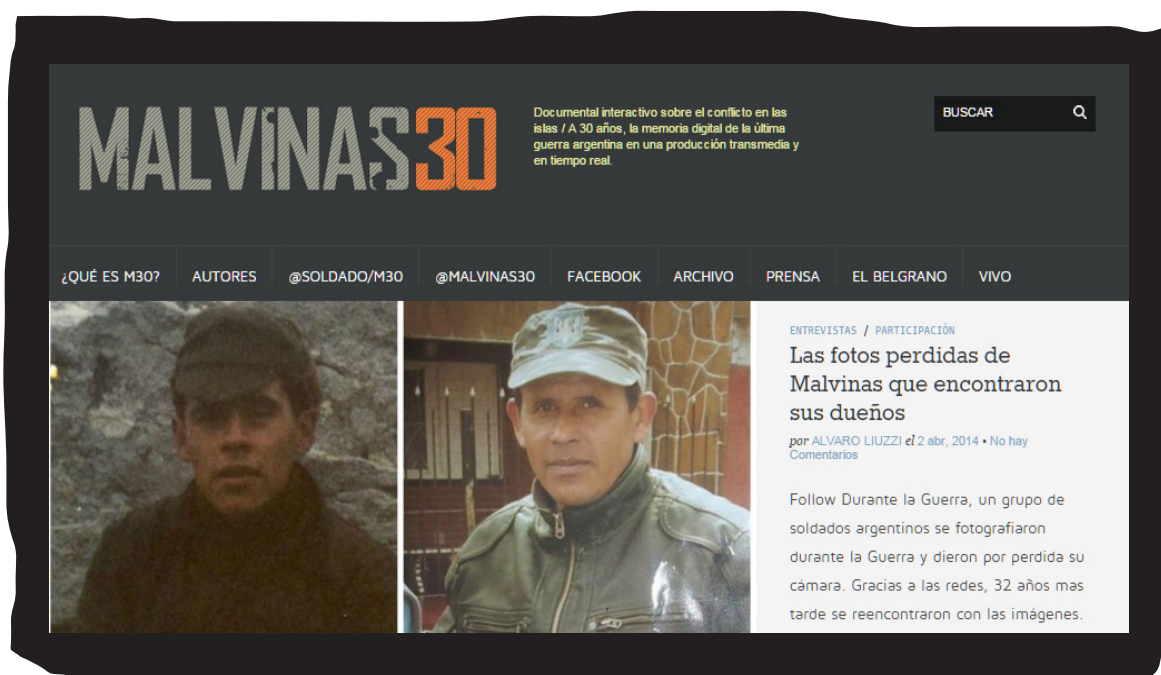 MALVINAS30
Documental interactivo sobre el conflicto en las
islas / A 30 años, la memoria digital de la última
guerra argentina en una producción transmedia y
en tiempo real.
BUSCAR
¿QUÉ ES M30? AUTORES @SOLDADO/M30 @MALVINAS30 FACEBOOK ARCHIVO PRENSA EL BELGRANO VIVO
ENTREVISTAS / PARTICIPACIÓN
Las fotos perdidas de
Malvinas que encontraron
sus dueños
por ALVARO LIUZZI el 2 abr, 2014 • No hay
Comentarios
Follow Durante la Guerra, un grupo de
soldados argentinos se fotografiaron
durante la Guerra y dieron por perdida su
cámara. Gracias a las redes, 32 años mas
tarde se reencontraron con las imágenes.